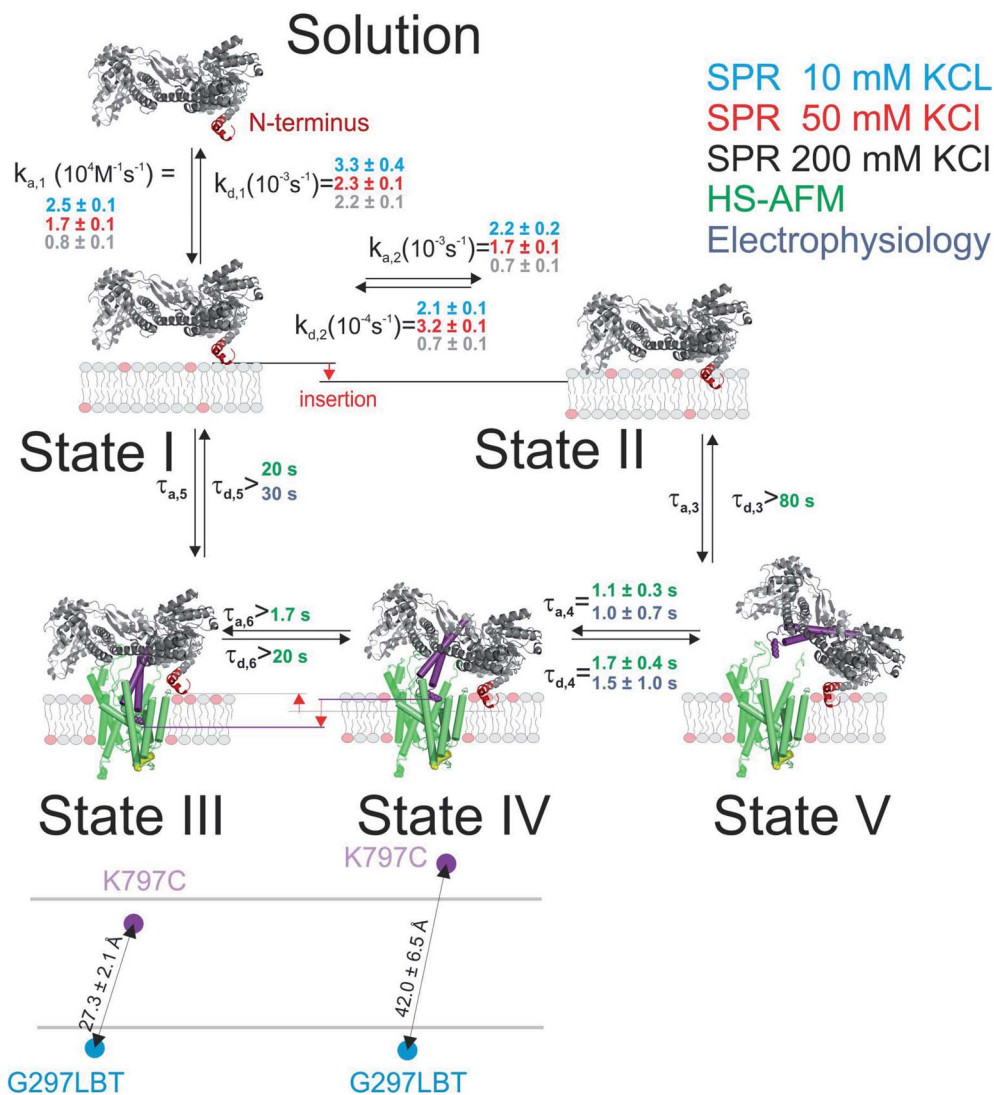 Solution
SPR 10 mM KCL
SPR 50 mM KCl
SPR 200 mM KCl
HS-AFM
Electrophysiology
N-terminus
k_a,1 (10⁴M⁻¹s⁻¹) =
2.5 ± 0.1
1.7 ± 0.1
0.8 ± 0.1
k_d,1(10⁻³s⁻¹)=
3.3 ± 0.4
2.3 ± 0.1
2.2 ± 0.1
k_a,2(10⁻³s⁻¹)=
2.2 ± 0.2
1.7 ± 0.1
0.7 ± 0.1
k_d,2(10⁻⁴s⁻¹)=
2.1 ± 0.1
3.2 ± 0.1
0.7 ± 0.1
insertion
State I
State II
τ_a,5
τ_d,5>
20 s
30 s
τ_a,3
τ_d,3>80 s
τ_a,6>1.7 s
τ_d,6>20 s
τ_a,4=
1.1 ± 0.3 s
1.0 ± 0.7 s
τ_d,4=
1.7 ± 0.4 s
1.5 ± 1.0 s
State III
State IV
State V
K797C
K797C
27.3 ± 2.1 Å
42.0 ± 6.5 Å
G297LBT
G297LBT